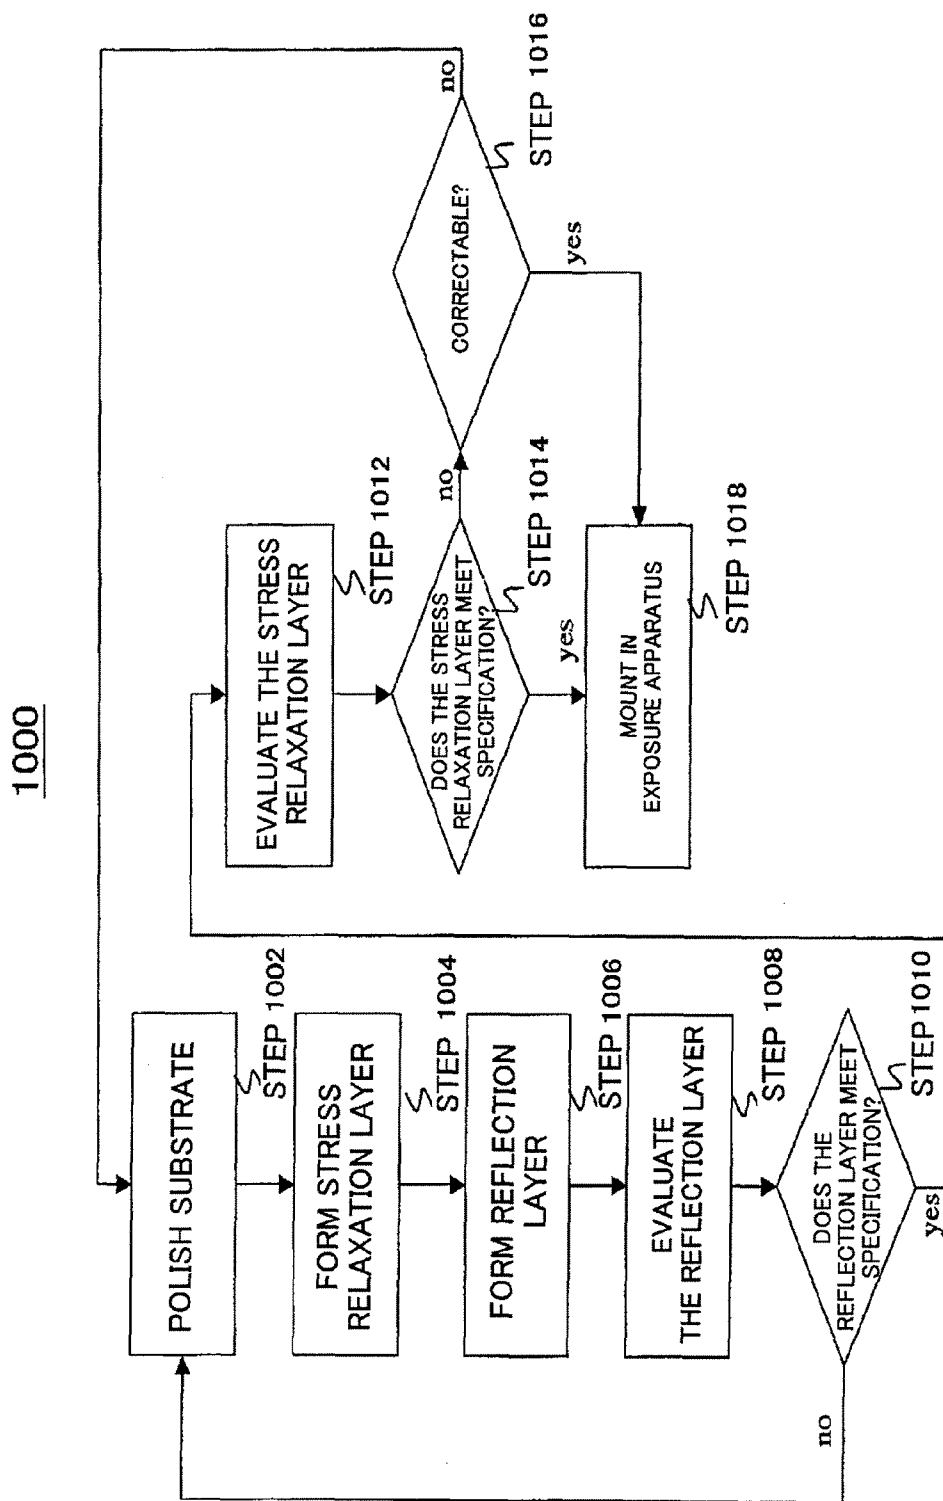 1000
POLISH SUBSTRATE
STEP 1002
FORM STRESS
RELAXATION LAYER
STEP 1004
FORM REFLECTION
LAYER
STEP 1006
EVALUATE
THE REFLECTION LAYER
STEP 1008
DOES THE
REFLECTION LAYER MEET
SPECIFICATION?
STEP 1010
no
yes
EVALUATE THE STRESS
RELAXATION LAYER
STEP 1012
DOES THE STRESS
RELAXATION LAYER MEET
SPECIFICATION?
STEP 1014
no
yes
CORRECTABLE?
STEP 1016
no
yes
MOUNT IN
EXPOSURE APPARATUS
STEP 1018